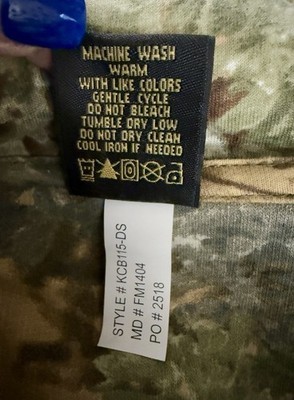 MACHINE WASH
WARM
WITH LIKE COLORS
GENTLE CYCLE
DO NOT BLEACH
TUMBLE DRY LOW
DO NOT DRY CLEAN
COOL IRON IF NEEDED
STYLE # KCB115-DS
MD # FM1404
PO # 2518